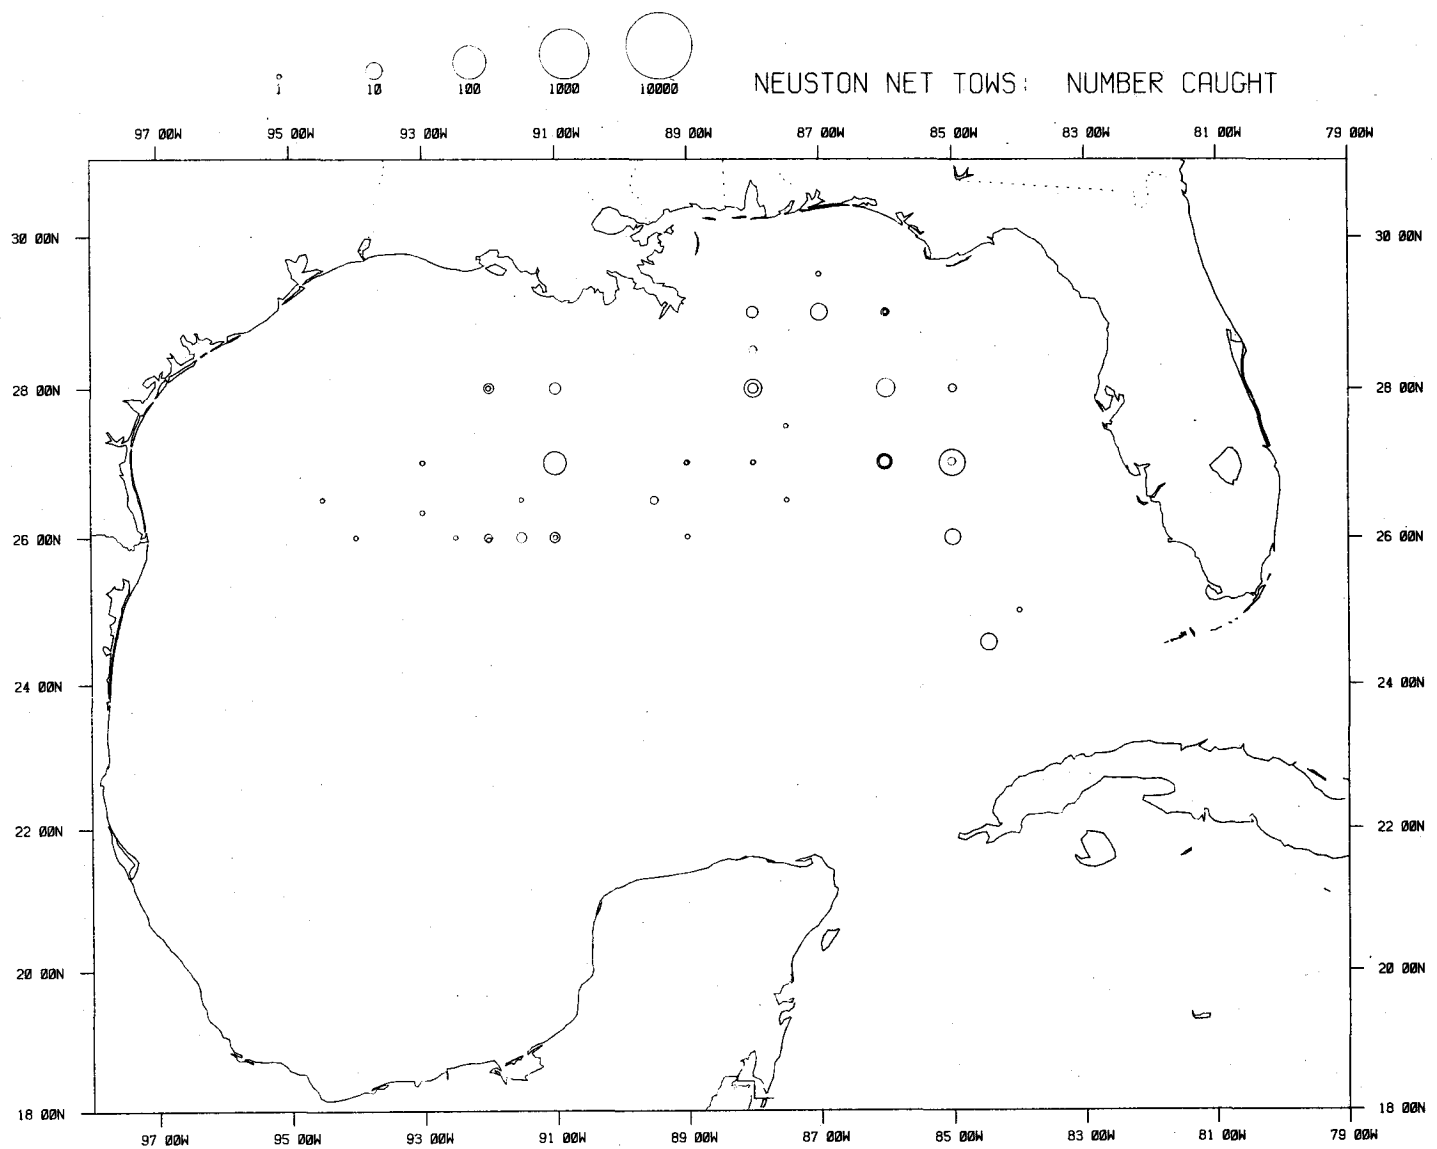 1 10 100 1000 10000
NEUSTON NET TOWS: NUMBER CAUGHT
97 00W 95 00W 93 00W 91 00W 89 00W 87 00W 85 00W 83 00W 81 00W 79 00W
30 00N 30 00N
28 00N 28 00N
26 00N 26 00N
24 00N 24 00N
22 00N 22 00N
20 00N 20 00N
18 00N 18 00N
97 00W 95 00W 93 00W 91 00W 89 00W 87 00W 85 00W 83 00W 81 00W 79 00W